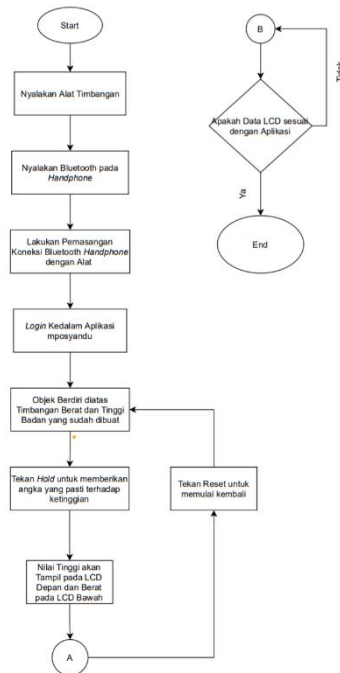 Start
Nyalakan Alat Timbangan
Nyalakan Bluetooth pada
Handphone
Lakukan Pemasangan
Koneksi Bluetooth Handphone
dengan Alat
Login Kedalam Aplikasi
mposyandu
Objek Berdiri diatas
Timbangan Berat dan Tinggi
Badan yang sudah dibuat
Tekan Hold untuk memberikan
angka yang pasti terhadap
ketinggian
Nilai Tinggi akan
Tampil pada LCD
Depan dan Berat
pada LCD Bawah
A
Tekan Reset untuk
memulai kembali
B
Apakah Data LCD sesuai
dengan Aplikasi
Tidak
Ya
End